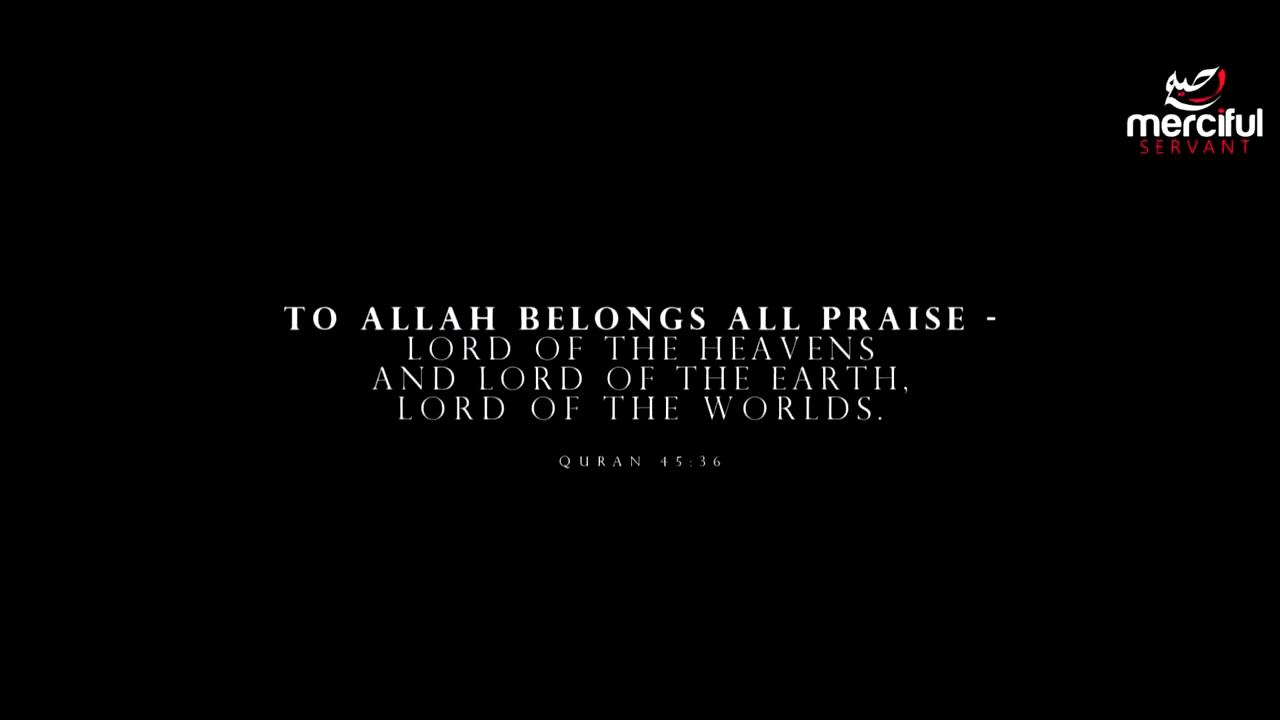 رحيم
merciful
SERVANT
TO ALLAH BELONGS ALL PRAISE -
LORD OF THE HEAVENS
AND LORD OF THE EARTH,
LORD OF THE WORLDS.
QURAN 45:36